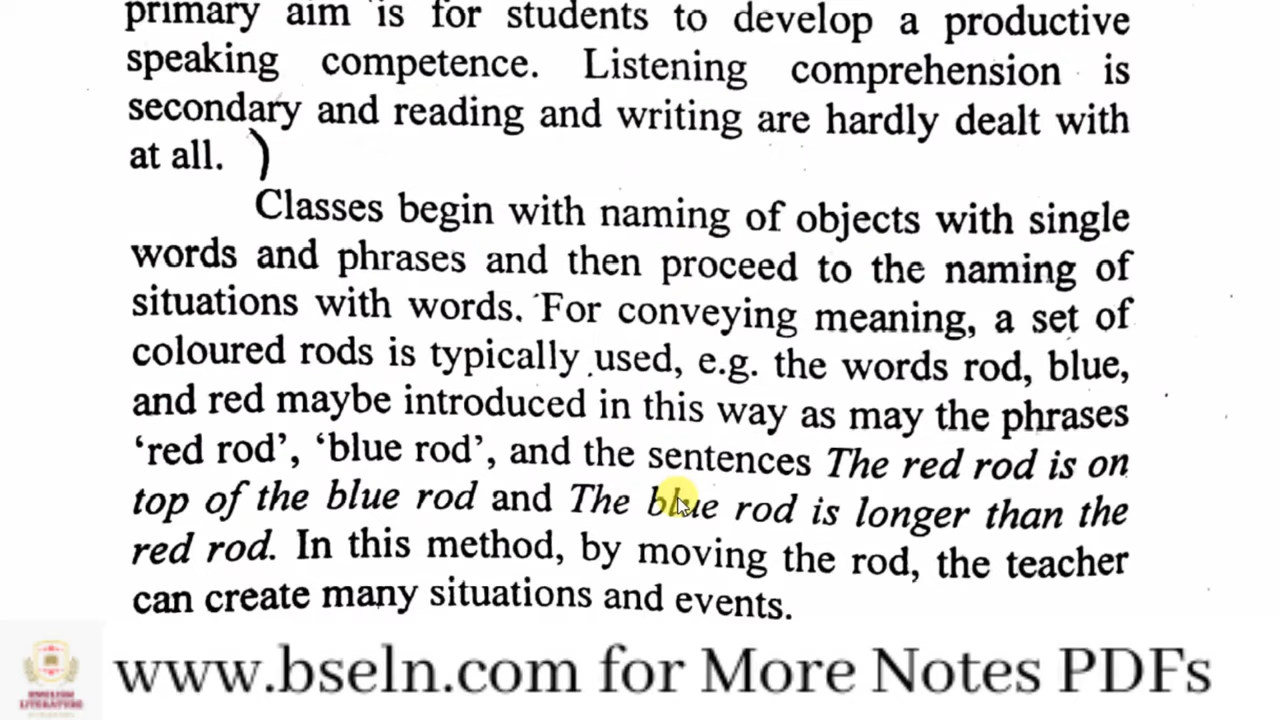 primary aim is for students to develop a productive
speaking competence. Listening comprehension is
secondary and reading and writing are hardly dealt with
at all. )
Classes begin with naming of objects with single
words and phrases and then proceed to the naming of
situations with words. For conveying meaning, a set of
coloured rods is typically used, e.g. the words rod, blue,
and red maybe introduced in this way as may the phrases
‘red rod’, ‘blue rod’, and the sentences The red rod is on
top of the blue rod and The blue rod is longer than the
red rod. In this method, by moving the rod, the teacher
can create many situations and events.
www.bseln.com for More Notes PDFs
ENGLISH
LITERATURE